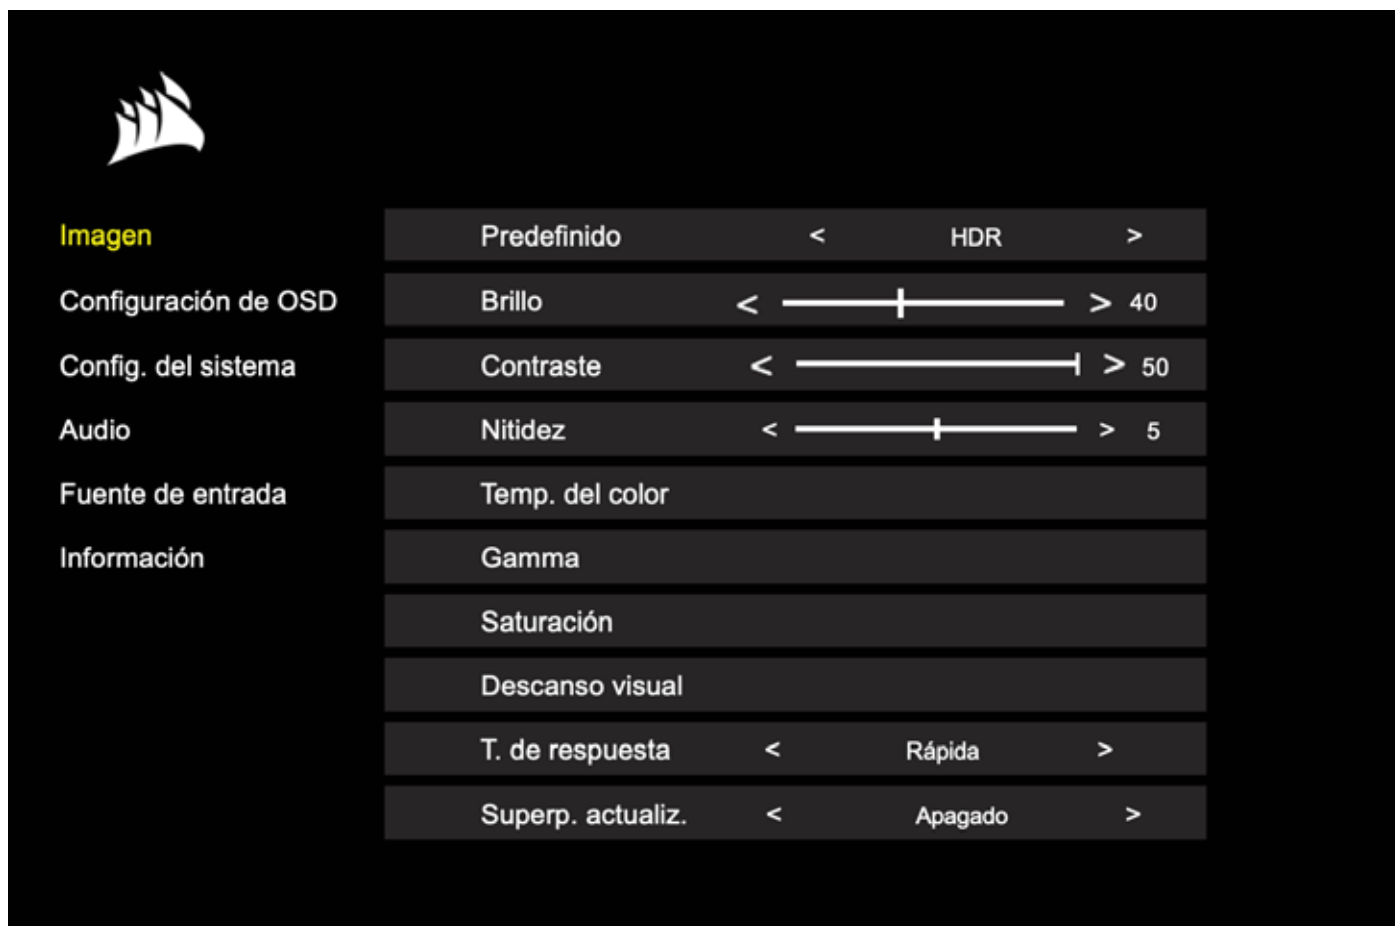 Imagen
Predefinido < HDR >
Configuración de OSD
Brillo < > 40
Config. del sistema
Contraste < > 50
Audio
Nitidez < > 5
Fuente de entrada
Temp. del color
Información
Gamma
Saturación
Descanso visual
T. de respuesta < Rápida >
Superp. actualiz. < Apagado >